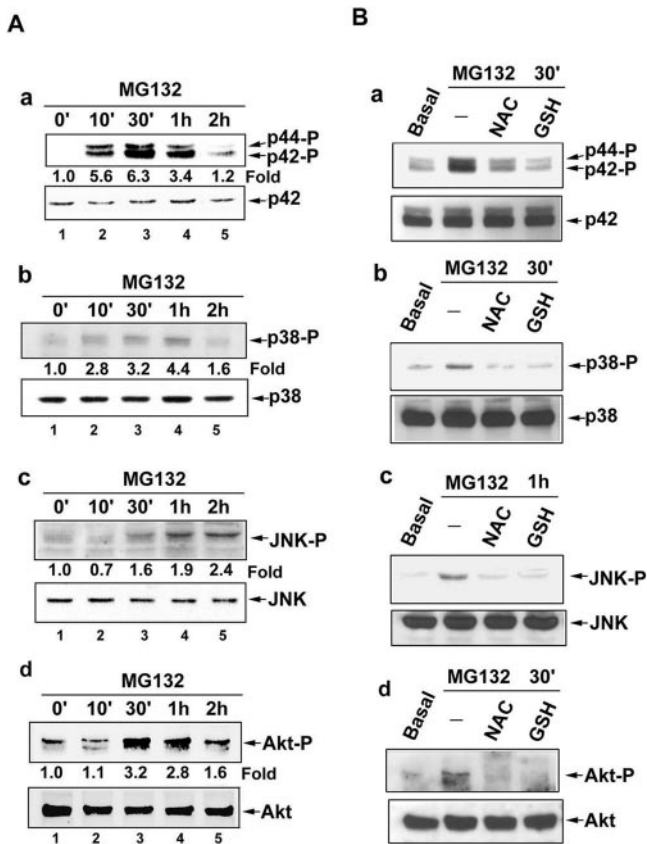 A
a
MG132
0' 10' 30' 1h 2h
p44-P
p42-P
1.0 5.6 6.3 3.4 1.2 Fold
p42
1 2 3 4 5
b
MG132
0' 10' 30' 1h 2h
p38-P
1.0 2.8 3.2 4.4 1.6 Fold
p38
1 2 3 4 5
c
MG132
0' 10' 30' 1h 2h
JNK-P
1.0 0.7 1.6 1.9 2.4 Fold
JNK
1 2 3 4 5
d
MG132
0' 10' 30' 1h 2h
Akt-P
1.0 1.1 3.2 2.8 1.6 Fold
Akt
1 2 3 4 5
B
a
MG132 30'
Basal – NAC GSH
p44-P
p42-P
p42
b
MG132 30'
Basal – NAC GSH
p38-P
p38
c
MG132 1h
Basal – NAC GSH
JNK-P
JNK
d
MG132 30'
Basal – NAC GSH
Akt-P
Akt